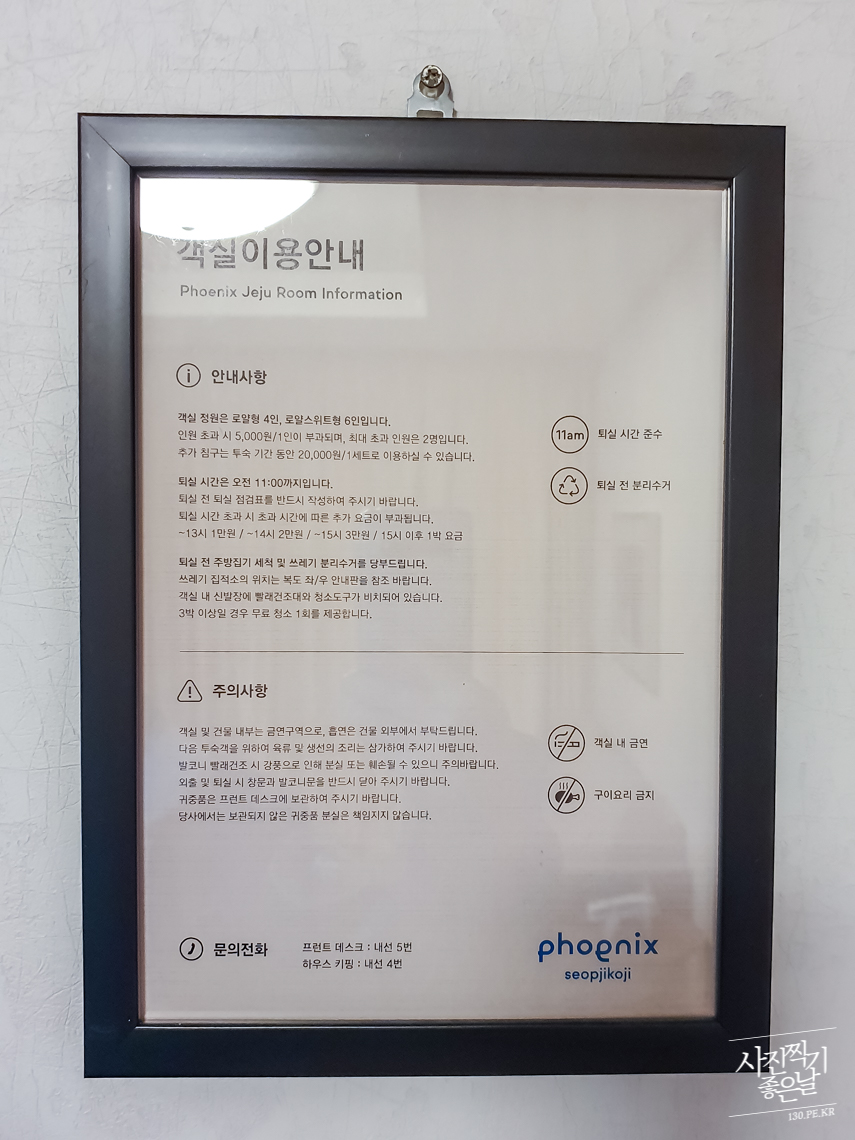 객실이용안내
Phoenix Jeju Room Information
안내사항
객실 정원은 로얄형 4인, 로얄스위트형 6인입니다.
인원 초과 시 5,000원/1인이 부과되며, 최대 초과 인원은 2명입니다.
추가 침구는 투숙 기간 동안 20,000원/1세트로 이용하실 수 있습니다.
퇴실 시간은 오전 11:00까지입니다.
퇴실 전 퇴실 점검표를 반드시 작성하여 주시기 바랍니다.
퇴실 시간 초과 시 초과 시간에 따른 추가 요금이 부과됩니다.
~13시 1만원 / ~14시 2만원 / ~15시 3만원 / 15시 이후 1박 요금
퇴실 전 주방집기 세척 및 쓰레기 분리수거를 당부드립니다.
쓰레기 집적소의 위치는 복도 좌/우 안내판을 참조 바랍니다.
객실 내 신발장에 빨래건조대와 청소도구가 비치되어 있습니다.
3박 이상일 경우 무료 청소 1회를 제공합니다.
11am 퇴실 시간 준수
퇴실 전 분리수거
주의사항
객실 및 건물 내부는 금연구역으로, 흡연은 건물 외부에서 부탁드립니다.
다음 투숙객을 위하여 육류 및 생선의 조리는 삼가하여 주시기 바랍니다.
발코니 빨래건조 시 강풍으로 인해 분실 또는 훼손될 수 있으니 주의바랍니다.
외출 및 퇴실 시 창문과 발코니문을 반드시 닫아 주시기 바랍니다.
귀중품은 프런트 데스크에 보관하여 주시기 바랍니다.
당사에서는 보관되지 않은 귀중품 분실은 책임지지 않습니다.
객실 내 금연
구이요리 금지
문의전화
프런트 데스크 : 내선 5번
하우스 키핑 : 내선 4번
phoenix
seopjikoji
사진찍기
좋은날
130.PE.KR